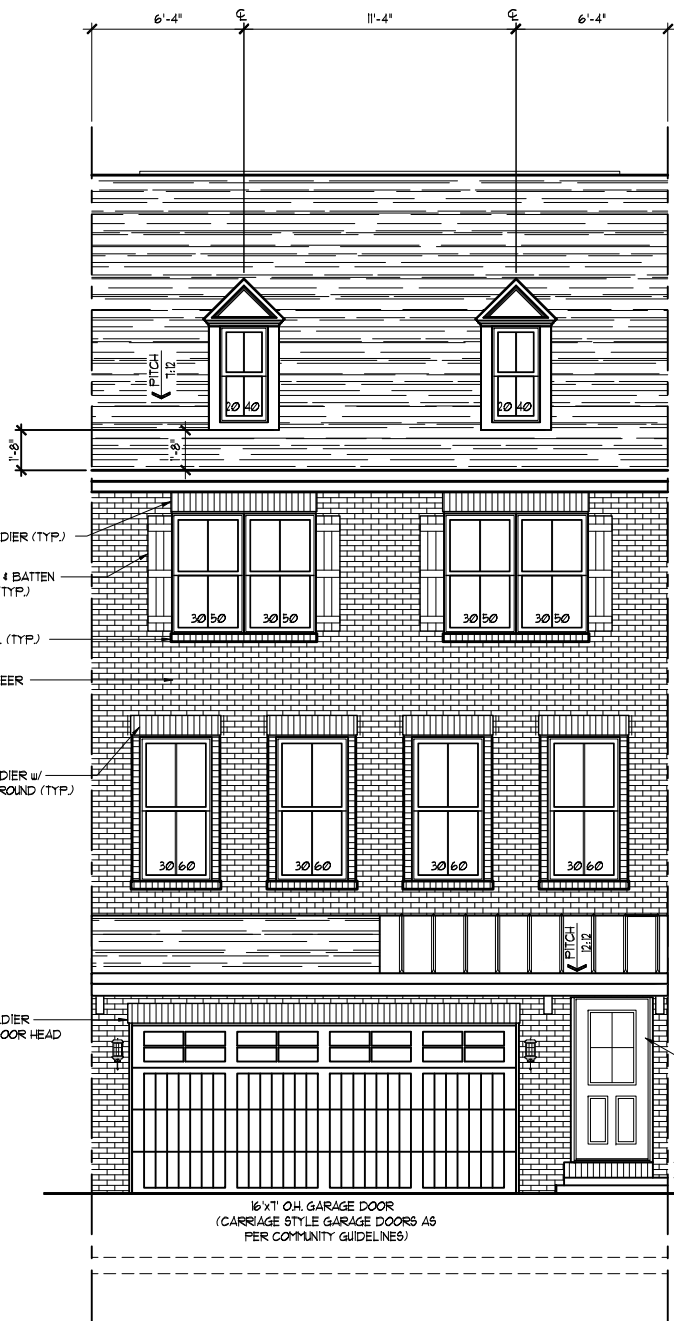 6'-4"
℄
11'-4"
℄
6'-4"
PITCH
7:12
20 40
20 40
1'-8"
1'-8"
DIER (TYP.)
& BATTEN
TYP.)
30 50
30 50
30 50
30 50
. (TYP.)
EER
DIER w/
ROUND (TYP.)
30 60
30 60
30 60
30 60
PITCH
12:12
LDIER
OOR HEAD
16'x7' O.H. GARAGE DOOR
(CARRIAGE STYLE GARAGE DOORS AS
PER COMMUNITY GUIDELINES)